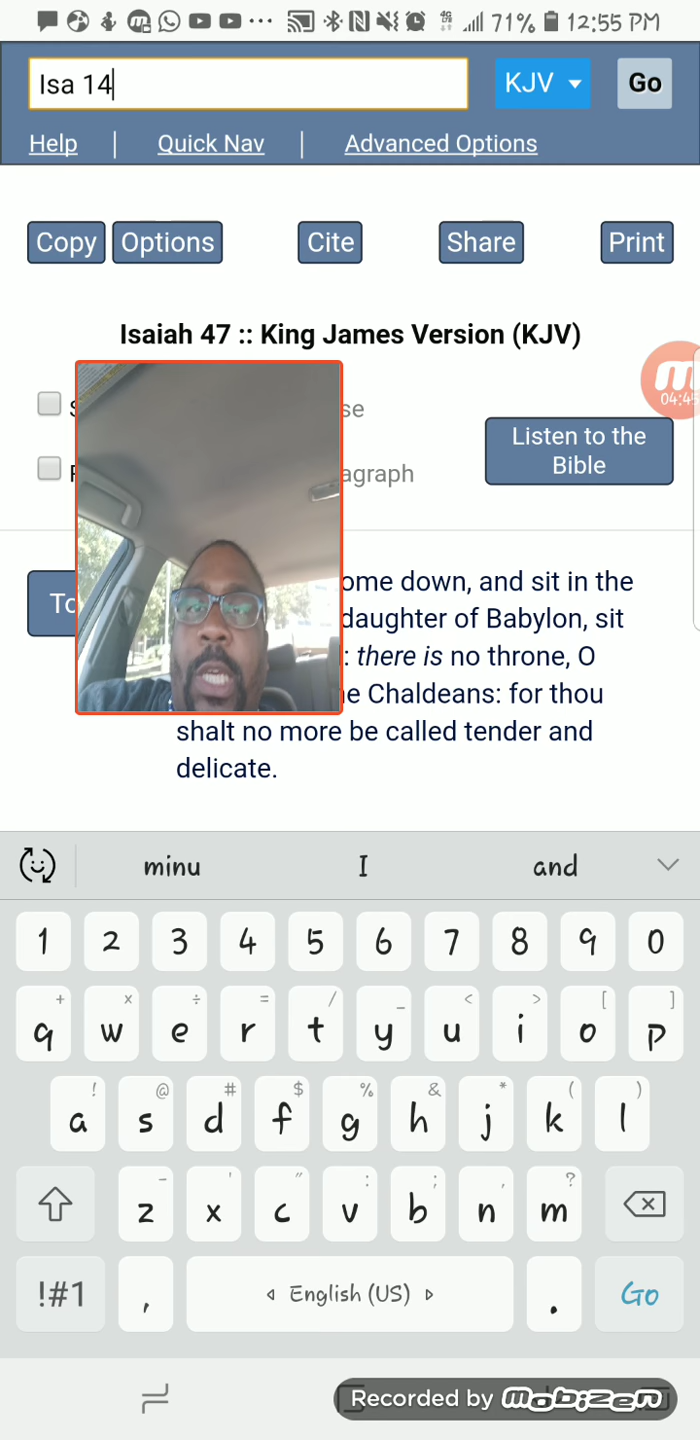 71% 12:55 PM
Isa 14
KJV
Go
Help | Quick Nav | Advanced Options
Copy
Options
Cite
Share
Print
Isaiah 47 :: King James Version (KJV)
se
agraph
Listen to the
Bible
ome down, and sit in the
daughter of Babylon, sit
: there is no throne, O
e Chaldeans: for thou
shalt no more be called tender and
delicate.
minu
I
and
1 2 3 4 5 6 7 8 9 0
+ × ÷ = / _ < > [ ]
q w e r t y u i o p
! @ # $ % & * ( )
a s d f g h j k l
- ' " : ; , ?
z x c v b n m
!#1 , English (US) . Go
Recorded by mobizen